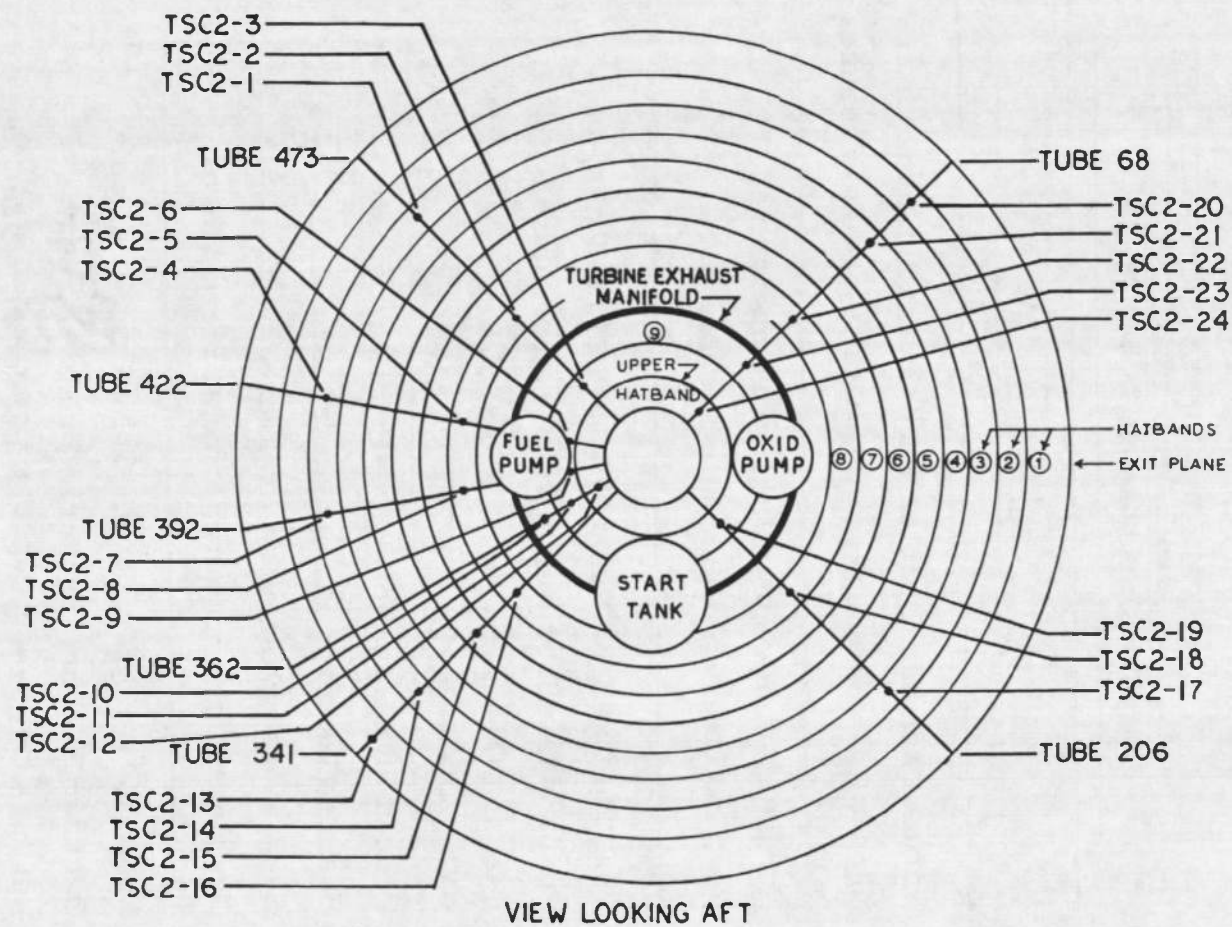 TSC2-3
TSC2-2
TSC2-1
TUBE 473
TSC2-6
TSC2-5
TSC2-4
TUBE 422
TUBE 392
TSC2-7
TSC2-8
TSC2-9
TUBE 362
TSC2-10
TSC2-11
TSC2-12
TUBE 341
TSC2-13
TSC2-14
TSC2-15
TSC2-16
TURBINE EXHAUST
MANIFOLD
9
UPPER
HATBAND
FUEL
PUMP
OXID
PUMP
START
TANK
8 7 6 5 4 3 2 1
TUBE 68
TSC2-20
TSC2-21
TSC2-22
TSC2-23
TSC2-24
HATBANDS
EXIT PLANE
TSC2-19
TSC2-18
TSC2-17
TUBE 206
VIEW LOOKING AFT